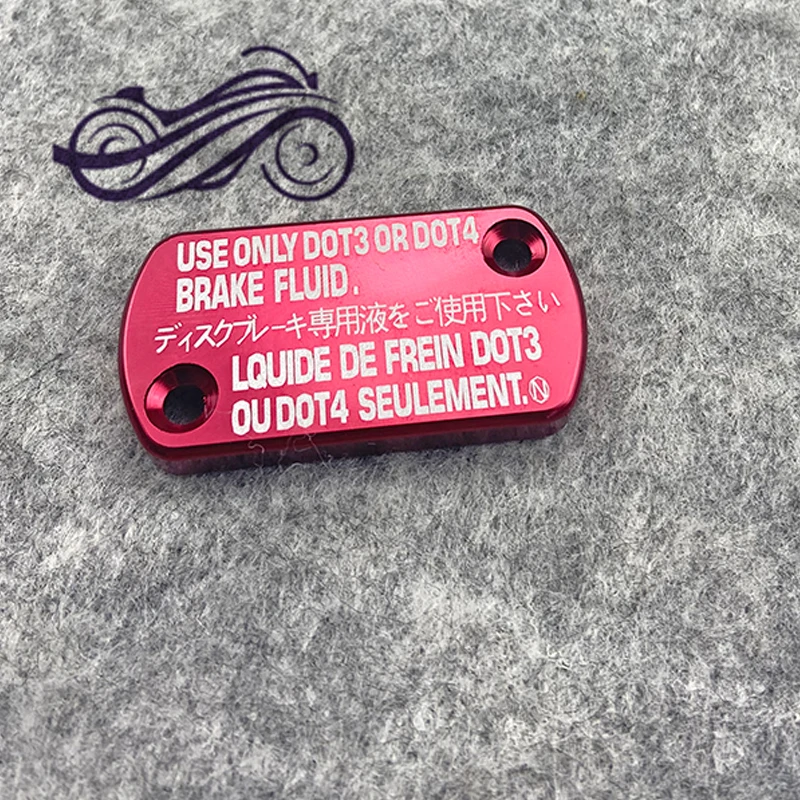 USE ONLY DOT3 OR DOT4
BRAKE FLUID.
ディスクブレーキ専用液をご使用下さい
LQUIDE DE FREIN DOT3
OU DOT4 SEULEMENT. N